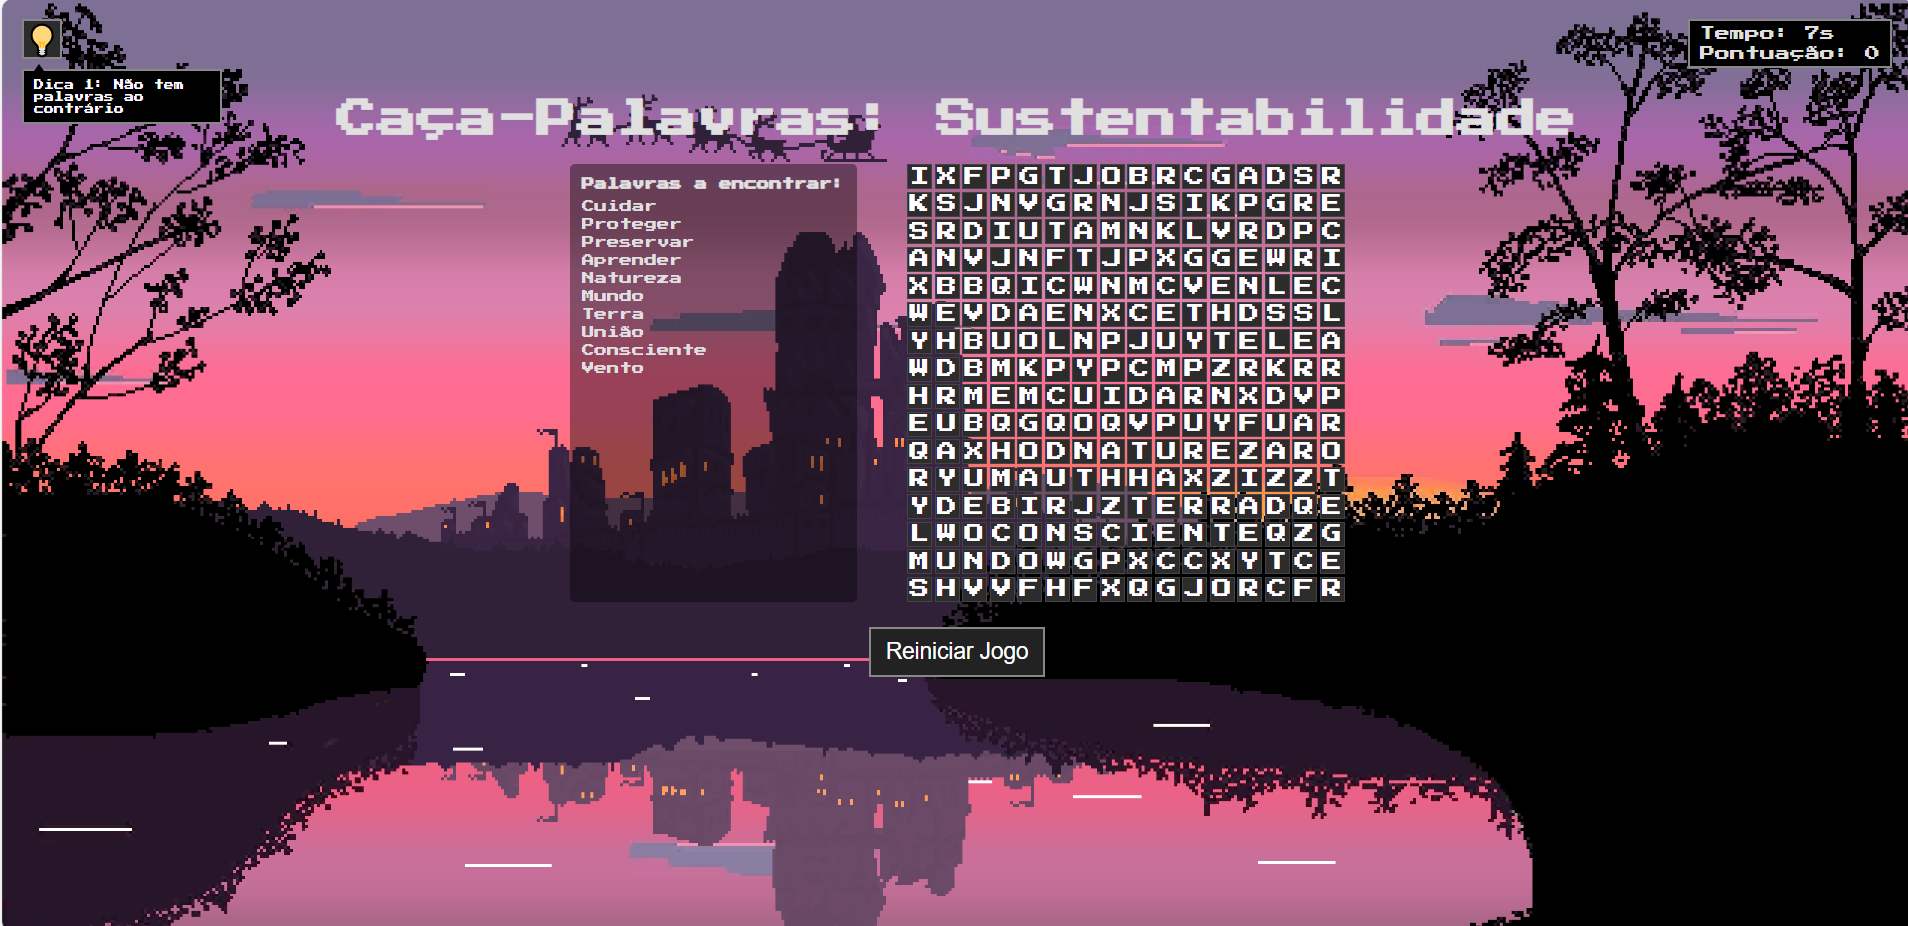 Dica 1: Não tem
palavras ao
contrário
Tempo: 7s
Pontuação: 0
Caça-Palavras: Sustentabilidade
Palavras a encontrar:
Cuidar
Proteger
Preservar
Aprender
Natureza
Mundo
Terra
União
Consciente
Vento
I X F P G T J O B R C G A D S R
K S J N V G R N J S I K P G R E
S R D I U T A M N K L V R D P C
A N V J N F T J P X G G E W R I
X B B Q I C W N M C V E N L E C
W E V D A E N X C E T H D S S L
Y H B U O L N P J U Y T E L E A
W D B M K P Y P C M P Z R K R R
H R M E M C U I D A R N X D V P
E U B Q G Q O Q V P U Y F U A R
Q A X H O D N A T U R E Z A R O
R Y U M A U T H H A X Z I Z Z T
Y D E B I R J Z T E R R A D Q E
L W O C O N S C I E N T E Q Z G
M U N D O W G P X C C X Y T C E
S H V V F H F X Q G J O R C F R
Reiniciar Jogo